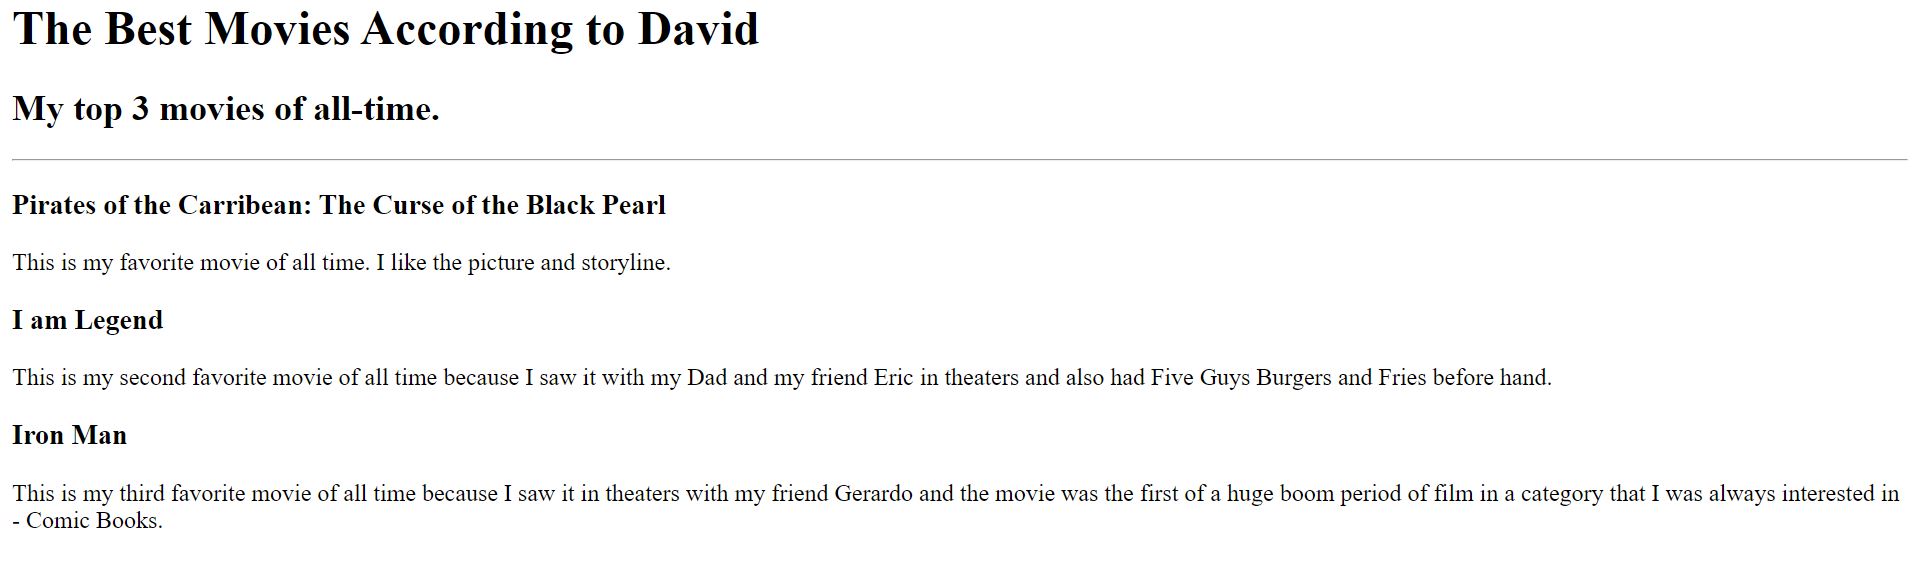 The Best Movies According to David
My top 3 movies of all-time.
Pirates of the Carribean: The Curse of the Black Pearl
This is my favorite movie of all time. I like the picture and storyline.
I am Legend
This is my second favorite movie of all time because I saw it with my Dad and my friend Eric in theaters and also had Five Guys Burgers and Fries before hand.
Iron Man
This is my third favorite movie of all time because I saw it in theaters with my friend Gerardo and the movie was the first of a huge boom period of film in a category that I was always interested in
- Comic Books.